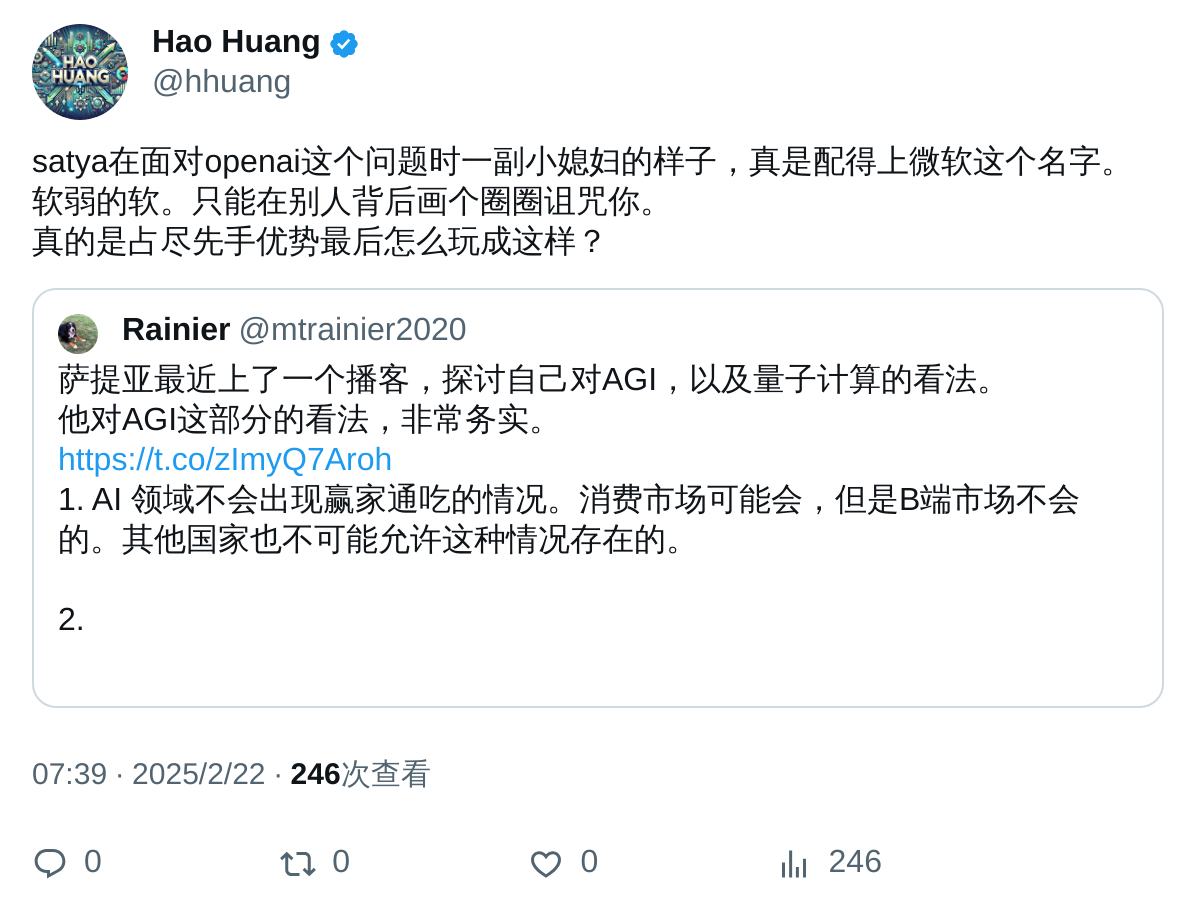 HAO
HUANG
Hao Huang
@hhuang
satya在面对openai这个问题时一副小媳妇的样子，真是配得上微软这个名字。
软弱的软。只能在别人背后画个圈圈诅咒你。
真的是占尽先手优势最后怎么玩成这样？
Rainier @mtrainier2020
萨提亚最近上了一个播客，探讨自己对AGI，以及量子计算的看法。
他对AGI这部分的看法，非常务实。
https://t.co/zImyQ7Aroh
1. AI 领域不会出现赢家通吃的情况。消费市场可能会，但是B端市场不会
的。其他国家也不可能允许这种情况存在的。
2.
07:39 · 2025/2/22 · 246次查看
0 0 0 246